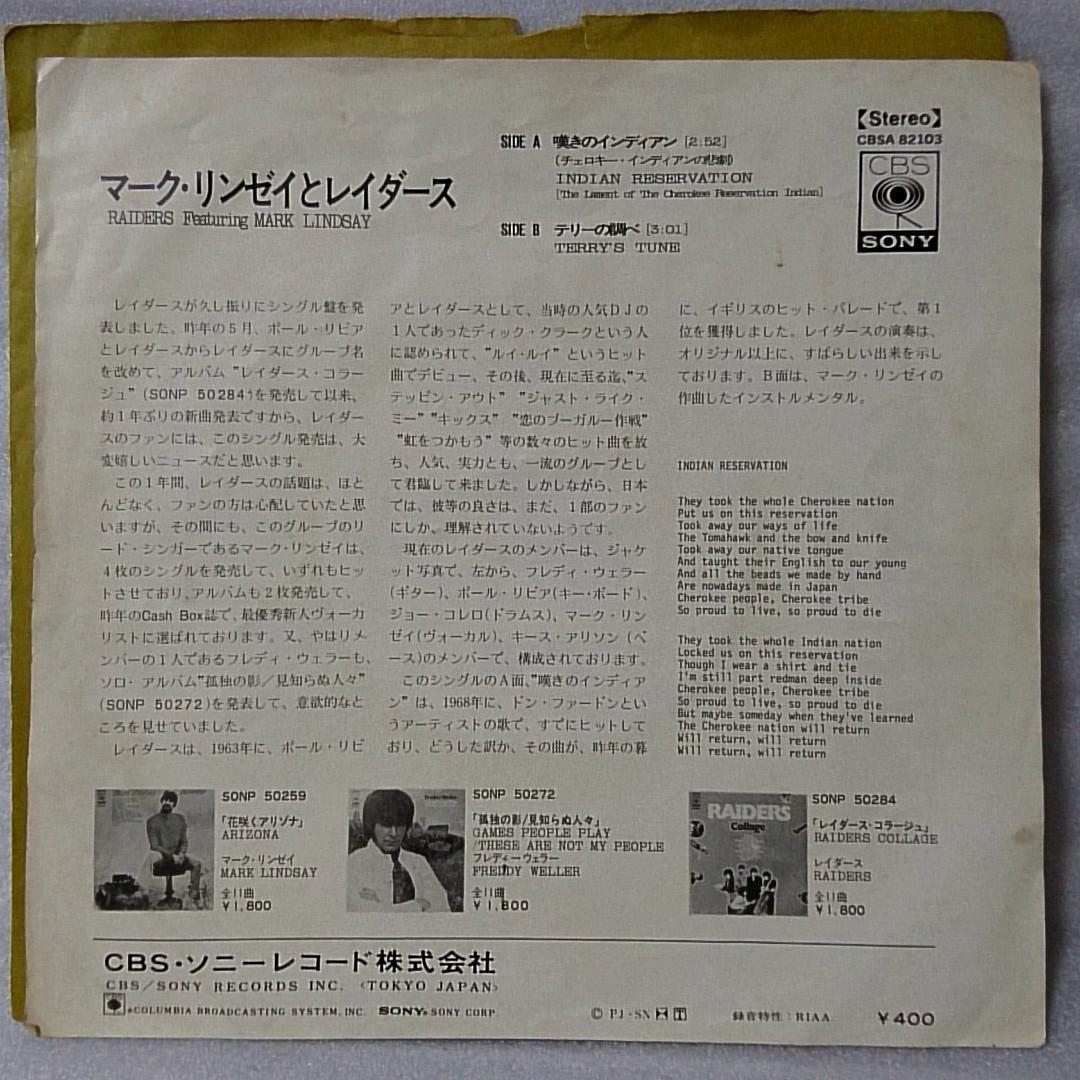 【Stereo】
CBSA 82103
CBS
SONY
マーク・リンゼイとレイダース
RAIDERS Featuring MARK LINDSAY
SIDE A 嘆きのインディアン [2:52]
(チェロキー・インディアンの悲劇)
INDIAN RESERVATION
[The Lament of The Cherokee Reservation Indian]
SIDE B テリーの調べ [3:01]
TERRY'S TUNE
レイダースが久し振りにシングル盤を発
表しました。昨年の5月、ポール・リビア
とレイダースからレイダースにグループ名
を改めて、アルバム "レイダース・コラー
ジュ" (SONP 50284)を発売して以来、
約1年ぶりの新曲発表ですから、レイダー
スのファンには、このシングル発売は、大
変嬉しいニュースだと思います。
この1年間、レイダースの話題は、ほと
んどなく、ファンの方は心配していたと思
いますが、その間にも、このグループのリ
ード・シンガーであるマーク・リンゼイは、
4枚のシングルを発売して、いずれもヒッ
トさせており、アルバムも2枚発売して、
昨年のCash Box誌で、最優秀新人ヴォーカ
リストに選ばれております。又、やはりメ
ンバーの1人であるフレディ・ウェラーも、
ソロ・アルバム"孤独の影／見知らぬ人々"
(SONP 50272)を発表して、意欲的なと
ころを見せていました。
レイダースは、1963年に、ポール・リビ
アとレイダースとして、当時の人気DJの
1人であったディック・クラークという人
に認められて、"ルイ・ルイ" というヒット
曲でデビュー、その後、現在に至る迄、"ス
テッピン・アウト" "ジャスト・ライク・
ミー" "キックス" "恋のブーガルー作戦"
"虹をつかもう" 等の数々のヒット曲を放
ち、人気、実力とも、一流のグループとし
て君臨して来ました。しかしながら、日本
では、彼等の良さは、まだ、1部のファン
にしか、理解されていないようです。
現在のレイダースのメンバーは、ジャケ
ット写真で、左から、フレディ・ウェラー
(ギター)、ポール・リビア(キー・ボード)、
ジョー・コレロ(ドラムス)、マーク・リン
ゼイ(ヴォーカル)、キース・アリソン (ベ
ース)のメンバーで、構成されております。
このシングルのA面、"嘆きのインディア
ン" は、1968年に、ドン・ファードンとい
うアーティストの歌で、すでにヒットして
おり、どうした訳か、その曲が、昨年の暮
に、イギリスのヒット・パレードで、第1
位を獲得しました。レイダースの演奏は、
オリジナル以上に、すばらしい出来を示し
ております。B面は、マーク・リンゼイの
作曲したインストルメンタル。
INDIAN RESERVATION
They took the whole Cherokee nation
Put us on this reservation
Took away our ways of life
The Tomahawk and the bow and knife
Took away our native tongue
And taught their English to our young
And all the beads we made by hand
Are nowadays made in Japan
Cherokee people, Cherokee tribe
So proud to live, so proud to die
They took the whole Indian nation
Locked us on this reservation
Though I wear a shirt and tie
I'm still part redman deep inside
Cherokee people, Cherokee tribe
So proud to live, so proud to die
But maybe someday when they've learned
The Cherokee nation will return
Will return, will return
Will return, will return
SONP 50259
「花咲くアリゾナ」
ARIZONA
マーク・リンゼイ
MARK LINDSAY
全11曲
￥1,800
SONP 50272
「孤独の影/見知らぬ人々」
GAMES PEOPLE PLAY
/THESE ARE NOT MY PEOPLE
フレディーウェラー
FREDDY WELLER
全11曲
￥1,800
RAIDERS
Collage
SONP 50284
「レイダース・コラージュ」
RAIDERS COLLAGE
レイダース
RAIDERS
全11曲
￥1,800
CBS・ソニーレコード株式会社
CBS/SONY RECORDS INC. <TOKYO JAPAN>
®COLUMBIA BROADCASTING SYSTEM, INC. SONY® SONY CORP.
Ⓒ PJ・SN H T 録音特性：RIAA ￥400